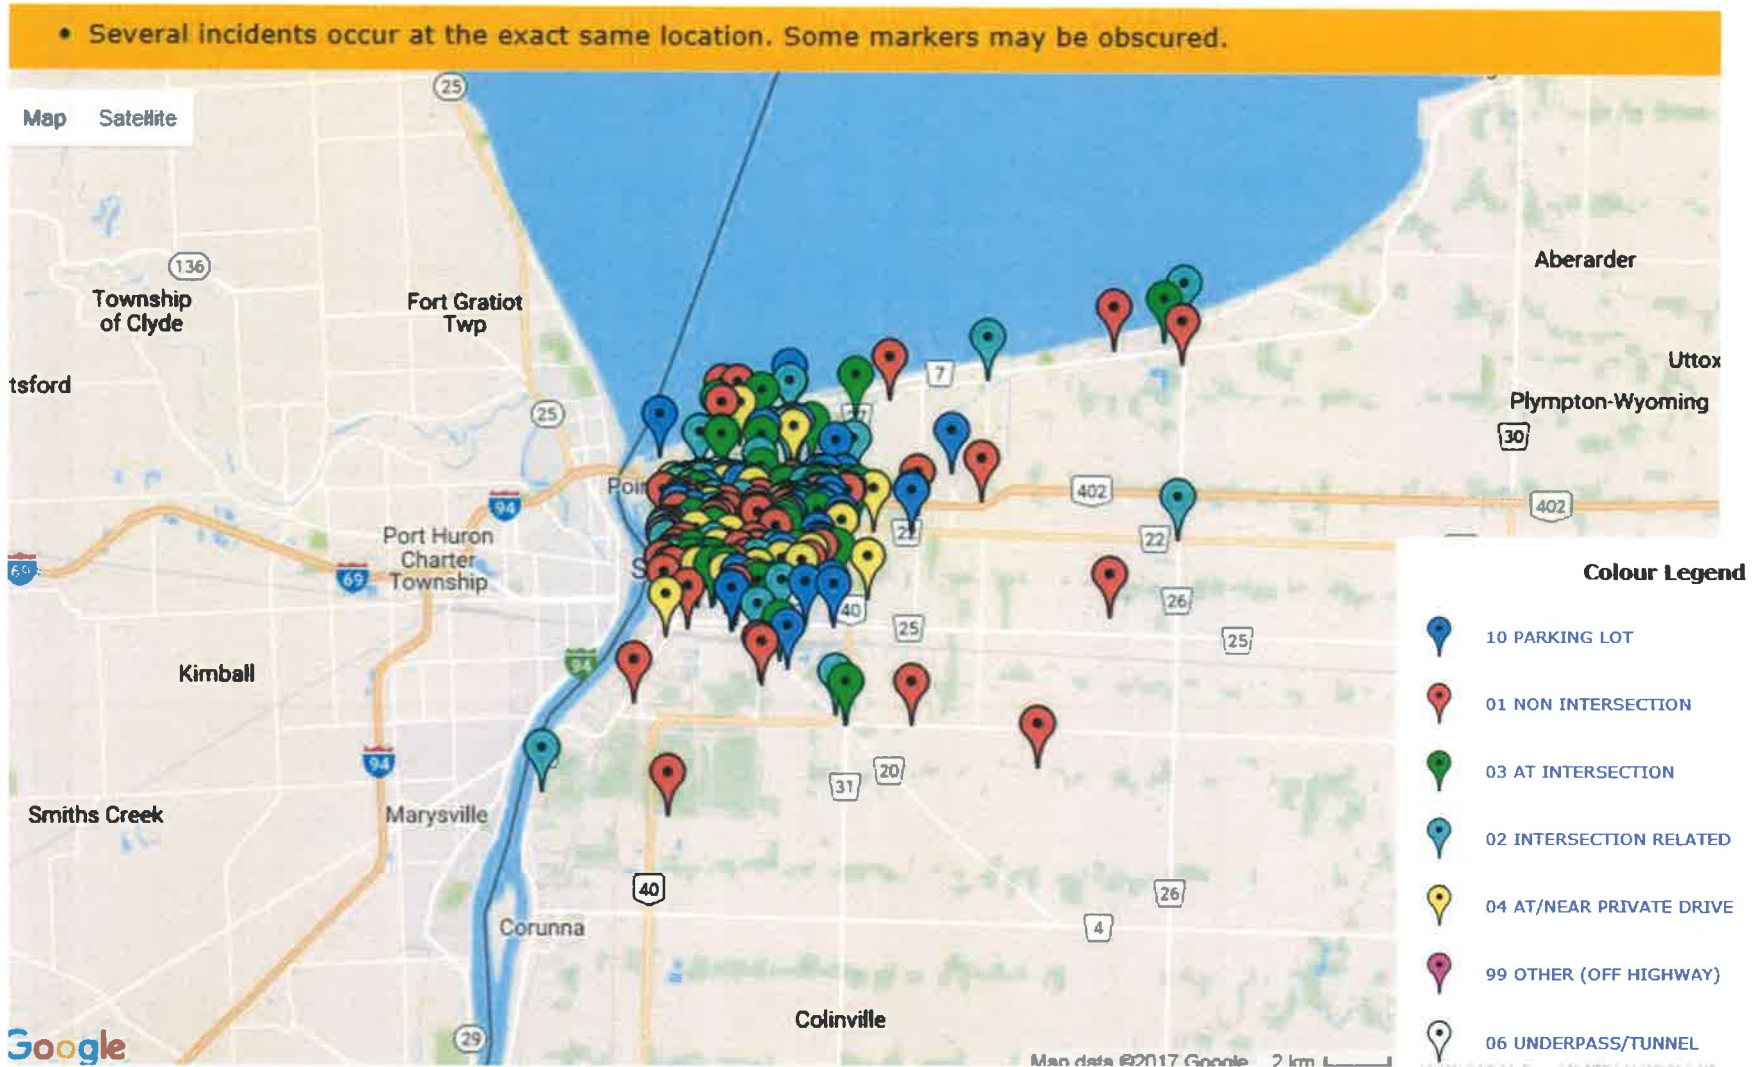 • Several incidents occur at the exact same location. Some markers may be obscured.
25
Map Satellite
136
Township
of Clyde
Fort Gratiot
Twp
Aberarder
tsford
7
Uttox
25
Plympton-Wyoming
30
94
402
402
Port Huron
Charter
Township
69
69
22
22
26
40
25
25
Kimball
94
94
31
20
Smiths Creek
Marysville
40
26
Corunna
4
Colinville
29
Google
Map data ©2017 Google 2 km
Colour Legend
10 PARKING LOT
01 NON INTERSECTION
03 AT INTERSECTION
02 INTERSECTION RELATED
04 AT/NEAR PRIVATE DRIVE
99 OTHER (OFF HIGHWAY)
06 UNDERPASS/TUNNEL